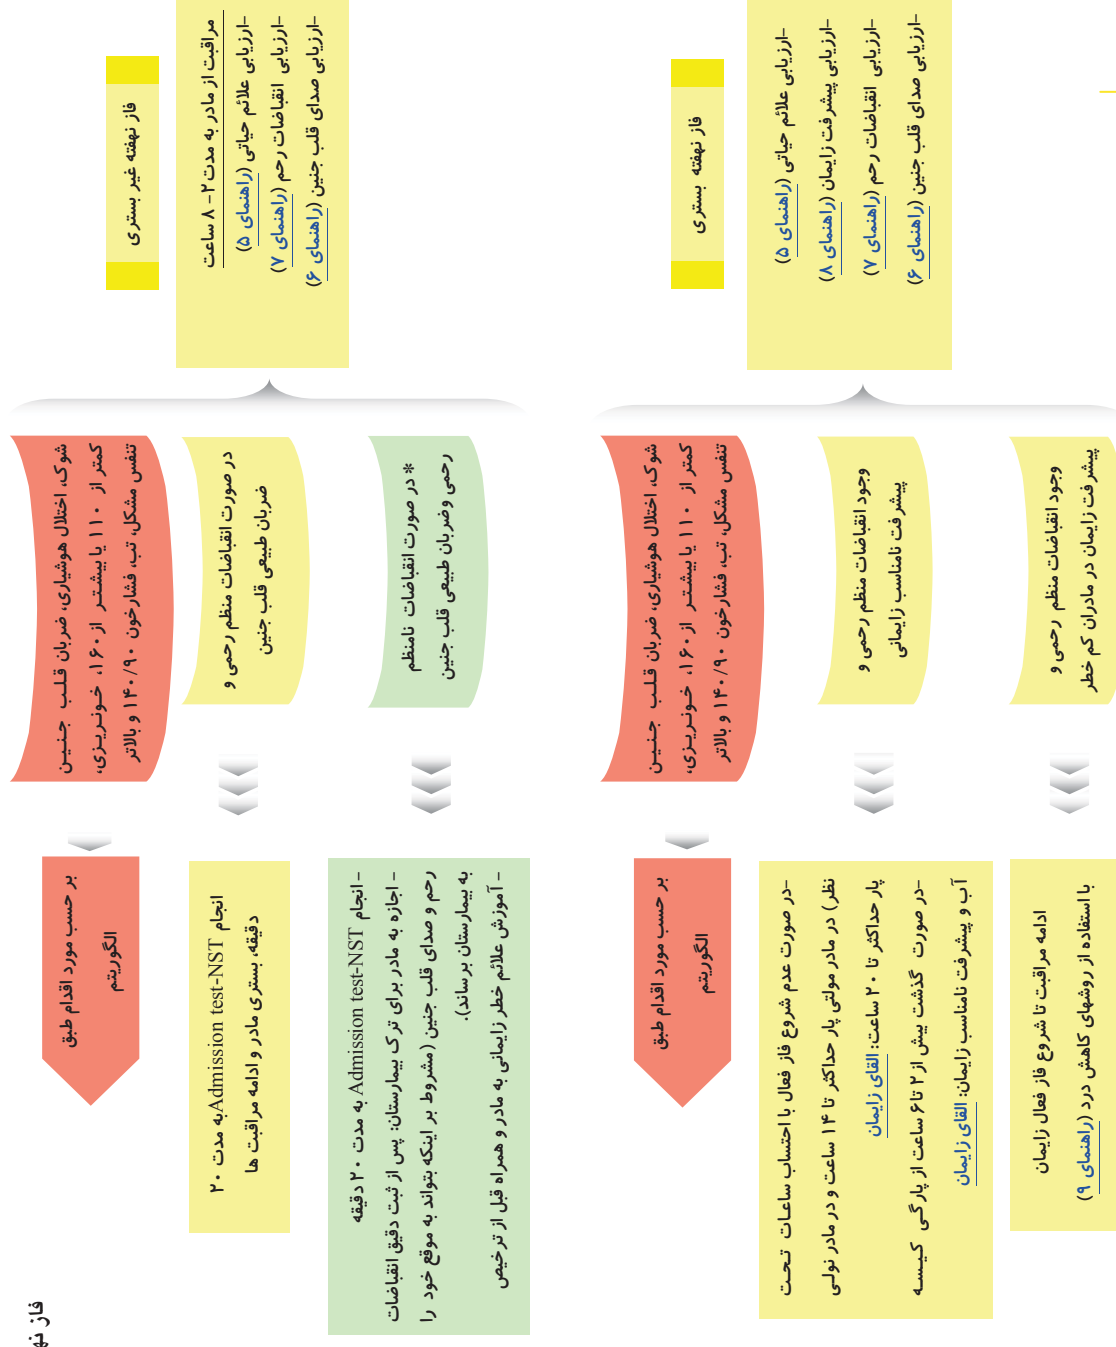 فاز
فاز نهفته غیر بستری
مراقبت از مادر به مدت ۲- ۸ ساعت
-ارزیابی علائم حیاتی (راهنمای ۵)
-ارزیابی انقباضات رحم (راهنمای ۷)
-ارزیابی صدای قلب جنین (راهنمای ۶)
شوک، اختلال هوشیاری، ضربان قلب جنین
کمتر از ۱۱۰ یا بیشتر از ۱۶۰، خونریزی،
تنفس مشکل، تب، فشارخون ۱۴۰/۹۰ و بالاتر
بر حسب مورد اقدام طبق
الگوریتم
در صورت انقباضات منظم رحمی و
ضربان طبیعی قلب جنین
انجام Admission test-NST به مدت ۲۰
دقیقه، بستری مادر و ادامه مراقبت ها
* در صورت انقباضات نامنظم
رحمی وضربان طبیعی قلب جنین
- انجام Admission test-NST به مدت ۲۰ دقیقه
- اجازه به مادر برای ترک بیمارستان: پس از ثبت دقیق انقباضات
رحم و صدای قلب جنین (مشروط بر اینکه بتواند به موقع خود را
به بیمارستان برساند).
- آموزش علائم خطر زایمانی به مادر و همراه قبل از ترخیص
فاز نهفته بستری
-ارزیابی علائم حیاتی (راهنمای ۵)
-ارزیابی پیشرفت زایمان (راهنمای ۸)
-ارزیابی انقباضات رحم (راهنمای ۷)
-ارزیابی صدای قلب جنین (راهنمای ۶)
شوک، اختلال هوشیاری، ضربان قلب جنین
کمتر از ۱۱۰ یا بیشتر از ۱۶۰، خونریزی،
تنفس مشکل، تب، فشارخون ۱۴۰/۹۰ و بالاتر
بر حسب مورد اقدام طبق
الگوریتم
وجود انقباضات منظم رحمی و
پیشرفت نامناسب زایمانی
-در صورت عدم شروع فاز فعال با احتساب ساعات تحت
نظر) در مادر مولتی پار حداکثر تا ۱۴ ساعت و در مادر نولی
پار حداکثر تا ۲۰ ساعت: القای زایمان
-در صورت گذشت بیش از ۲ تا۶ ساعت از پارگی کیسه
آب و پیشرفت نامناسب زایمان: القای زایمان
وجود انقباضات منظم رحمی و
پیشرفت زایمان در مادران کم خطر
ادامه مراقبت تا شروع فاز فعال زایمان
با استفاده از روشهای کاهش درد (راهنمای ۹)